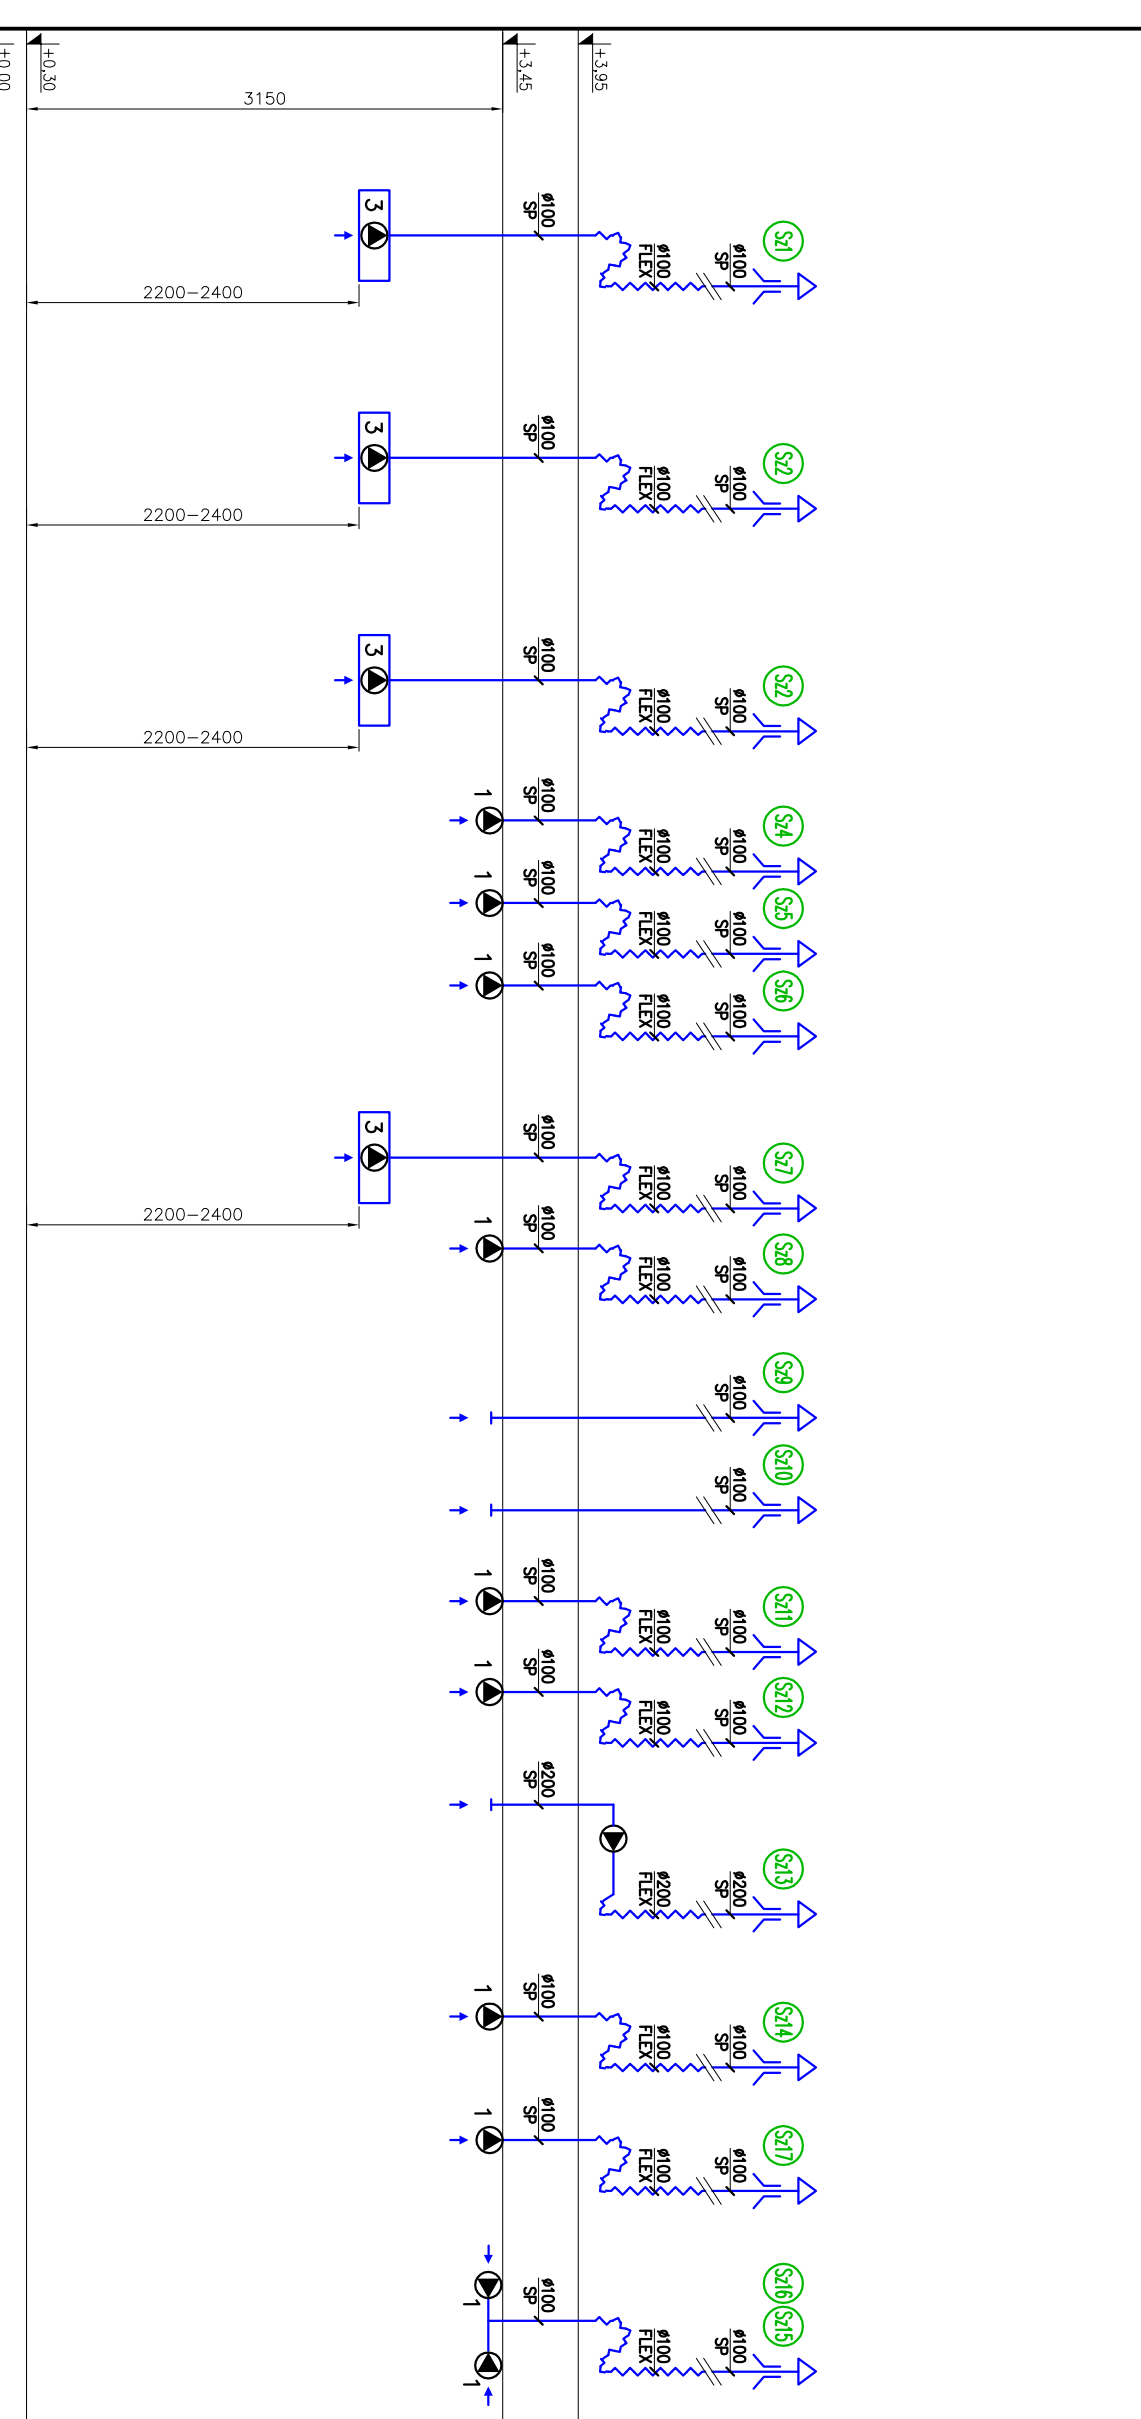 Sz1 Sz2 Sz2 Sz4 Sz5 Sz6 Sz7 Sz8 Sz9 Sz10 Sz11 Sz12 Sz13 Sz14 Sz17 Sz16 Sz15
ø100 ø100 ø100 ø100 ø100 ø100 ø100 ø100 ø100 ø100 ø100 ø100 ø200 ø100 ø100 ø100
SP SP SP SP SP SP SP SP SP SP SP SP SP SP SP SP
ø100 ø100 ø100 ø100 ø100 ø100 ø100 ø100 ø100 ø100 ø200 ø100 ø100 ø100
FLEX FLEX FLEX FLEX FLEX FLEX FLEX FLEX FLEX FLEX FLEX FLEX FLEX FLEX
+3,95
ø100 ø100 ø100 ø100 ø100 ø100 ø100 ø100 ø100 ø100 ø200 ø100 ø100 ø100
SP SP SP SP SP SP SP SP SP SP SP SP SP SP
+3,45
1 1 1 1 1 1 1 1 1 1
3 3 3 3
3150
2200-2400 2200-2400 2200-2400 2200-2400
+0,30
+0,00